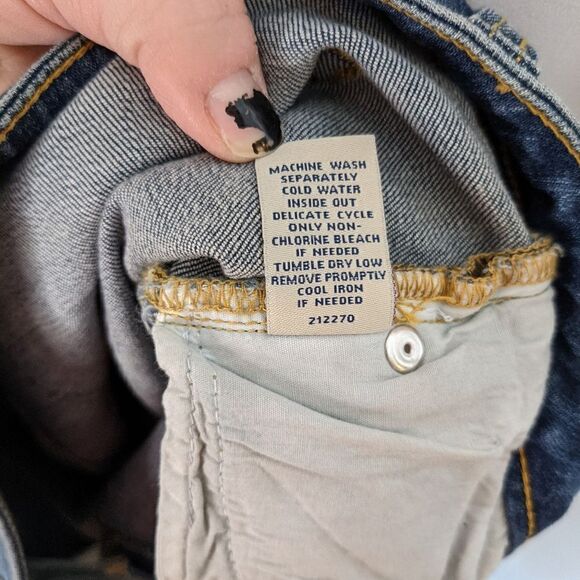 MACHINE WASH
SEPARATELY
COLD WATER
INSIDE OUT
DELICATE CYCLE
ONLY NON-
CHLORINE BLEACH
IF NEEDED
TUMBLE DRY LOW
REMOVE PROMPTLY
COOL IRON
IF NEEDED
212270